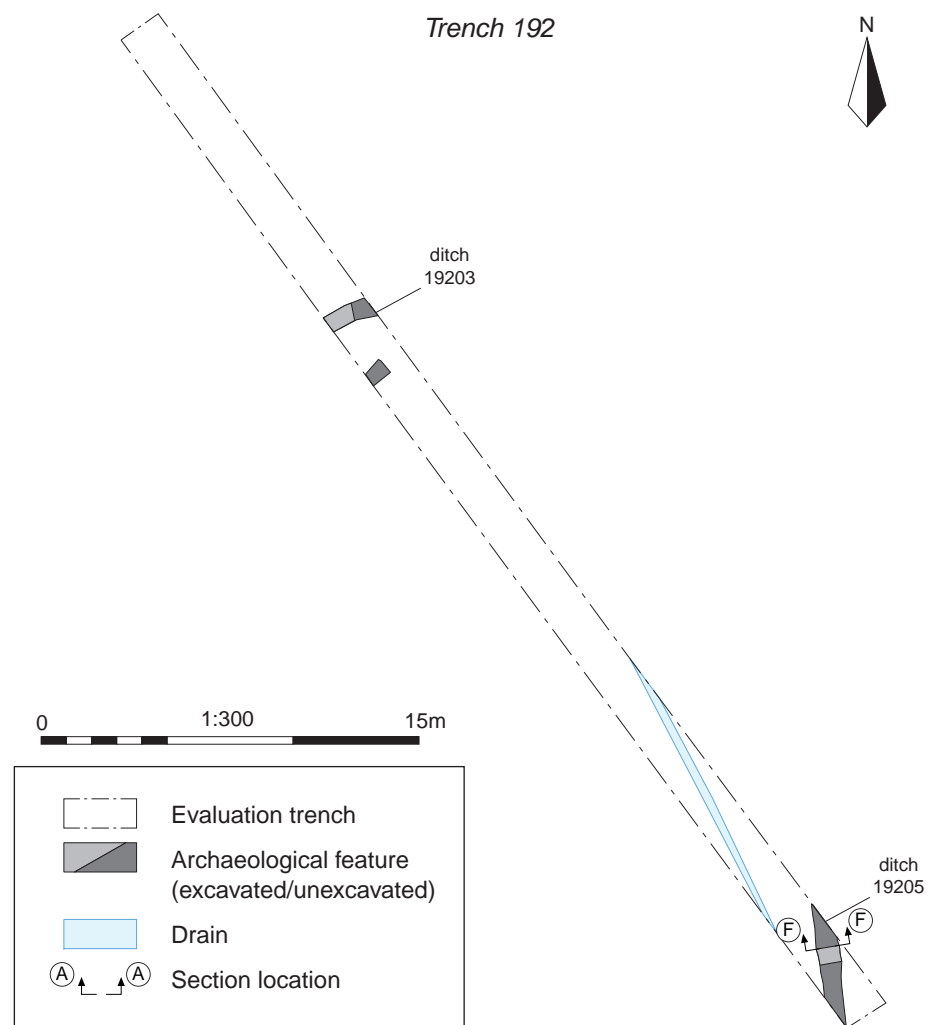 Trench 192
N
ditch
19203
0 1:300 15m
Evaluation trench
Archaeological feature
(excavated/unexcavated)
Drain
A A Section location
ditch
19205
F F